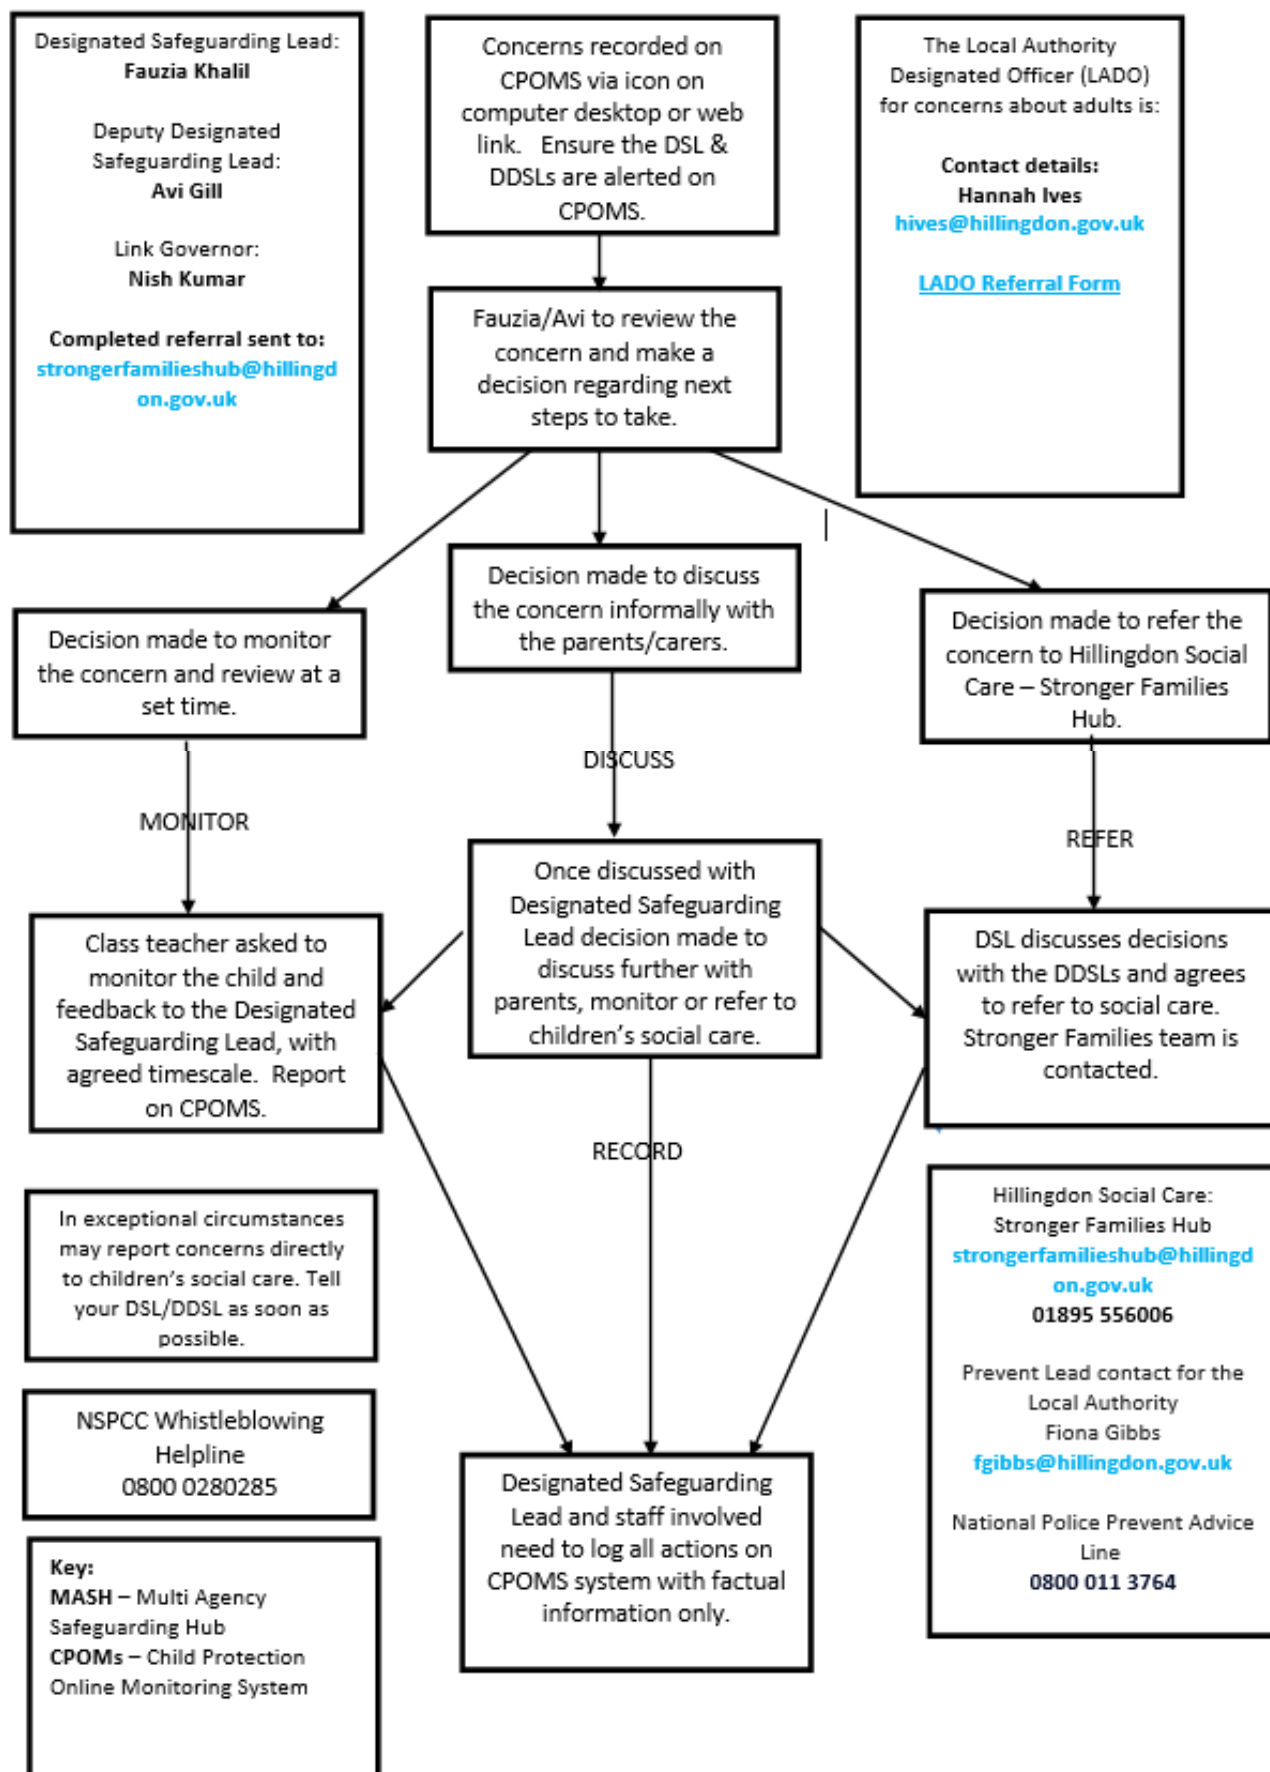 Designated Safeguarding Lead:
Fauzia Khalil
Deputy Designated
Safeguarding Lead:
Avi Gill
Link Governor:
Nish Kumar
Completed referral sent to:
strongerfamilieshub@hillingd
on.gov.uk
Concerns recorded on
CPOMS via icon on
computer desktop or web
link. Ensure the DSL &
DDSLs are alerted on
CPOMS.
The Local Authority
Designated Officer (LADO)
for concerns about adults is:
Contact details:
Hannah Ives
hives@hillingdon.gov.uk
LADO Referral Form
Fauzia/Avi to review the
concern and make a
decision regarding next
steps to take.
Decision made to monitor
the concern and review at a
set time.
Decision made to discuss
the concern informally with
the parents/carers.
Decision made to refer the
concern to Hillingdon Social
Care – Stronger Families
Hub.
MONITOR
DISCUSS
REFER
Class teacher asked to
monitor the child and
feedback to the Designated
Safeguarding Lead, with
agreed timescale. Report
on CPOMS.
Once discussed with
Designated Safeguarding
Lead decision made to
discuss further with
parents, monitor or refer to
children's social care.
DSL discusses decisions
with the DDSLs and agrees
to refer to social care.
Stronger Families team is
contacted.
RECORD
In exceptional circumstances
may report concerns directly
to children's social care. Tell
your DSL/DDSL as soon as
possible.
NSPCC Whistleblowing
Helpline
0800 0280285
Key:
MASH – Multi Agency
Safeguarding Hub
CPOMs – Child Protection
Online Monitoring System
Designated Safeguarding
Lead and staff involved
need to log all actions on
CPOMS system with factual
information only.
Hillingdon Social Care:
Stronger Families Hub
strongerfamilieshub@hillingd
on.gov.uk
01895 556006
Prevent Lead contact for the
Local Authority
Fiona Gibbs
fgibbs@hillingdon.gov.uk
National Police Prevent Advice
Line
0800 011 3764